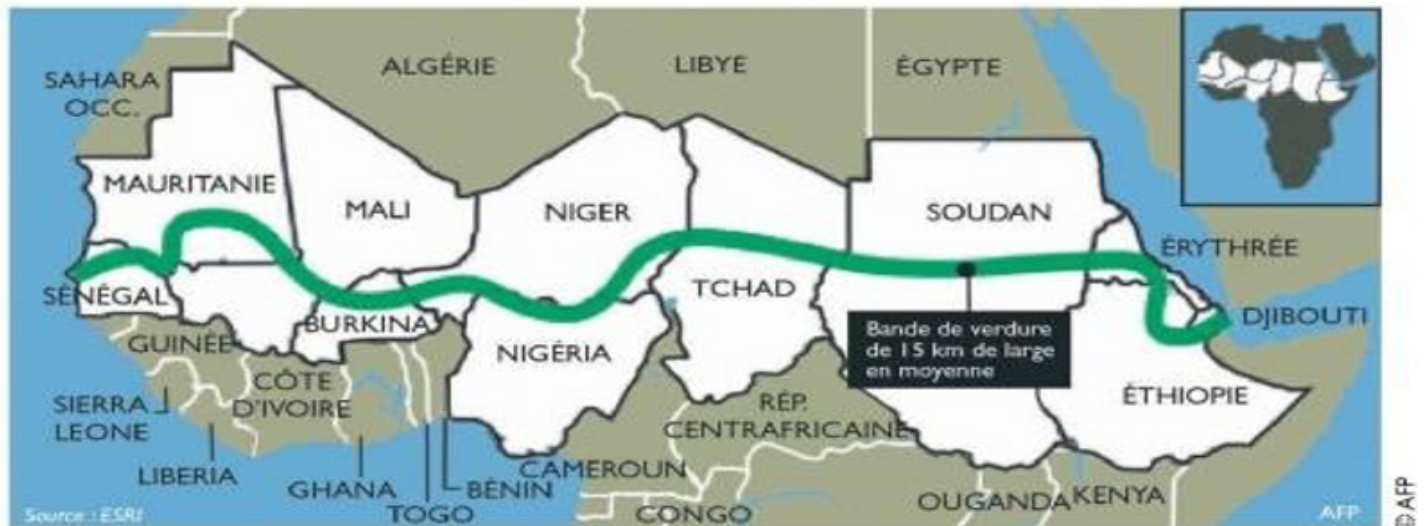 ALGÉRIE
LIBYE
ÉGYPTE
SAHARA
OCC.
MAURITANIE
MALI
NIGER
SOUDAN
ÉRYTHRÉE
TCHAD
SÉNÉGAL
DJIBOUTI
BURKINA
Bande de verdure
de 15 km de large
en moyenne
GUINÉE
NIGÉRIA
CÔTE
D'IVOIRE
ÉTHIOPIE
SIERRA
LEONE
RÉP.
CENTRAFRICAINE
LIBERIA
GHANA
TOGO
BÉNIN
CAMEROUN
CONGO
OUGANDA
KENYA
Source : ESRI
AFP
© AFP